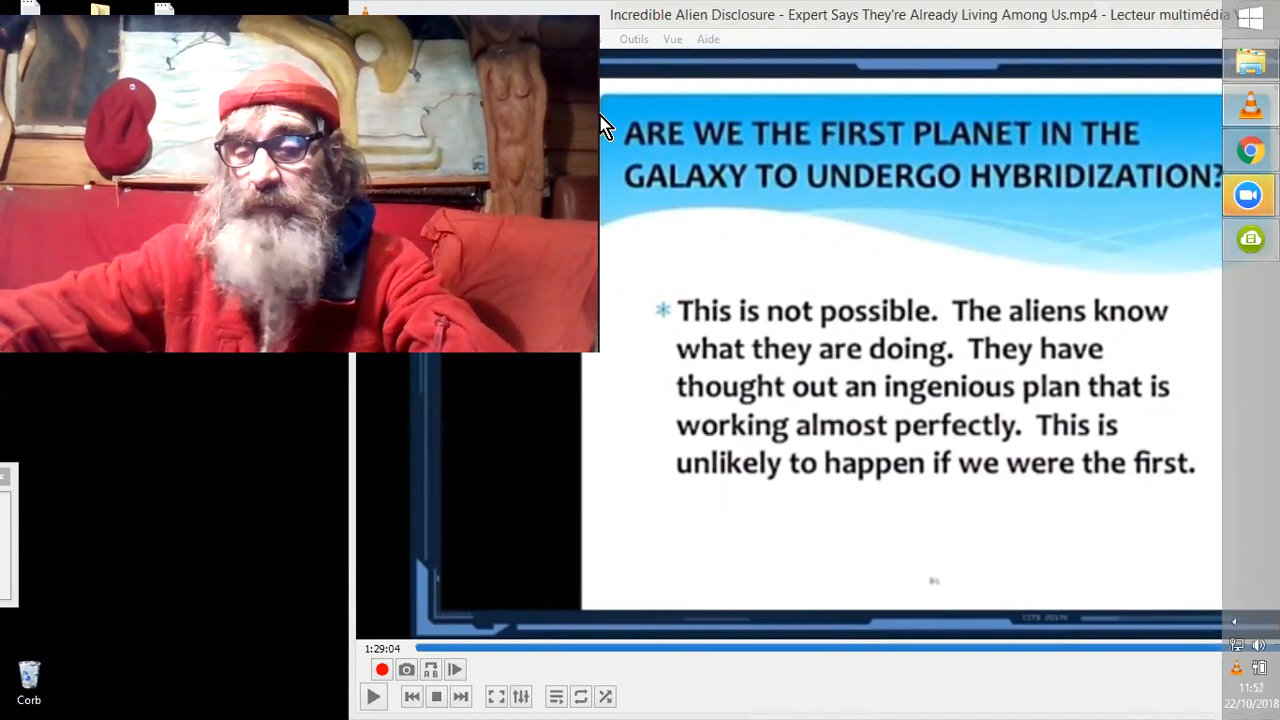 Incredible Alien Disclosure - Expert Says They're Already Living Among Us.mp4 - Lecteur multimédia
Outils Vue Aide
ARE WE THE FIRST PLANET IN THE
GALAXY TO UNDERGO HYBRIDIZATION?
* This is not possible. The aliens know
what they are doing. They have
thought out an ingenious plan that is
working almost perfectly. This is
unlikely to happen if we were the first.
1:29:04
A B
Corb
22/10/2018